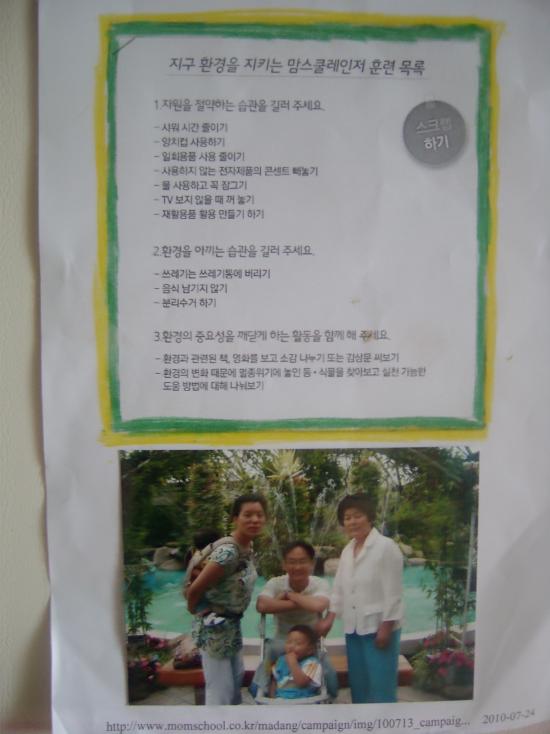 지구 환경을 지키는 맘스쿨레인저 훈련 목록
1.자원을 절약하는 습관을 길러 주세요.
스크랩
하기
- 샤워 시간 줄이기
- 양치컵 사용하기
- 일회용품 사용 줄이기
- 사용하지 않는 전자제품의 콘센트 빼놓기
- 물 사용하고 꼭 잠그기
- TV 보지 않을 때 꺼 놓기
- 재활용품 활용 만들기 하기
2.환경을 아끼는 습관을 길러 주세요.
- 쓰레기는 쓰레기통에 버리기
- 음식 남기지 않기
- 분리수거 하기
3.환경의 중요성을 깨닫게 하는 활동을 함께 해 주세요.
- 환경과 관련된 책, 영화를 보고 소감 나누기 또는 감상문 써보기
- 환경의 변화 때문에 멸종위기에 놓인 동·식물을 찾아보고 실천 가능한
도움 방법에 대해 나눠보기
http://www.momschool.co.kr/madang/campaign/img/100713_campaig... 2010-07-24